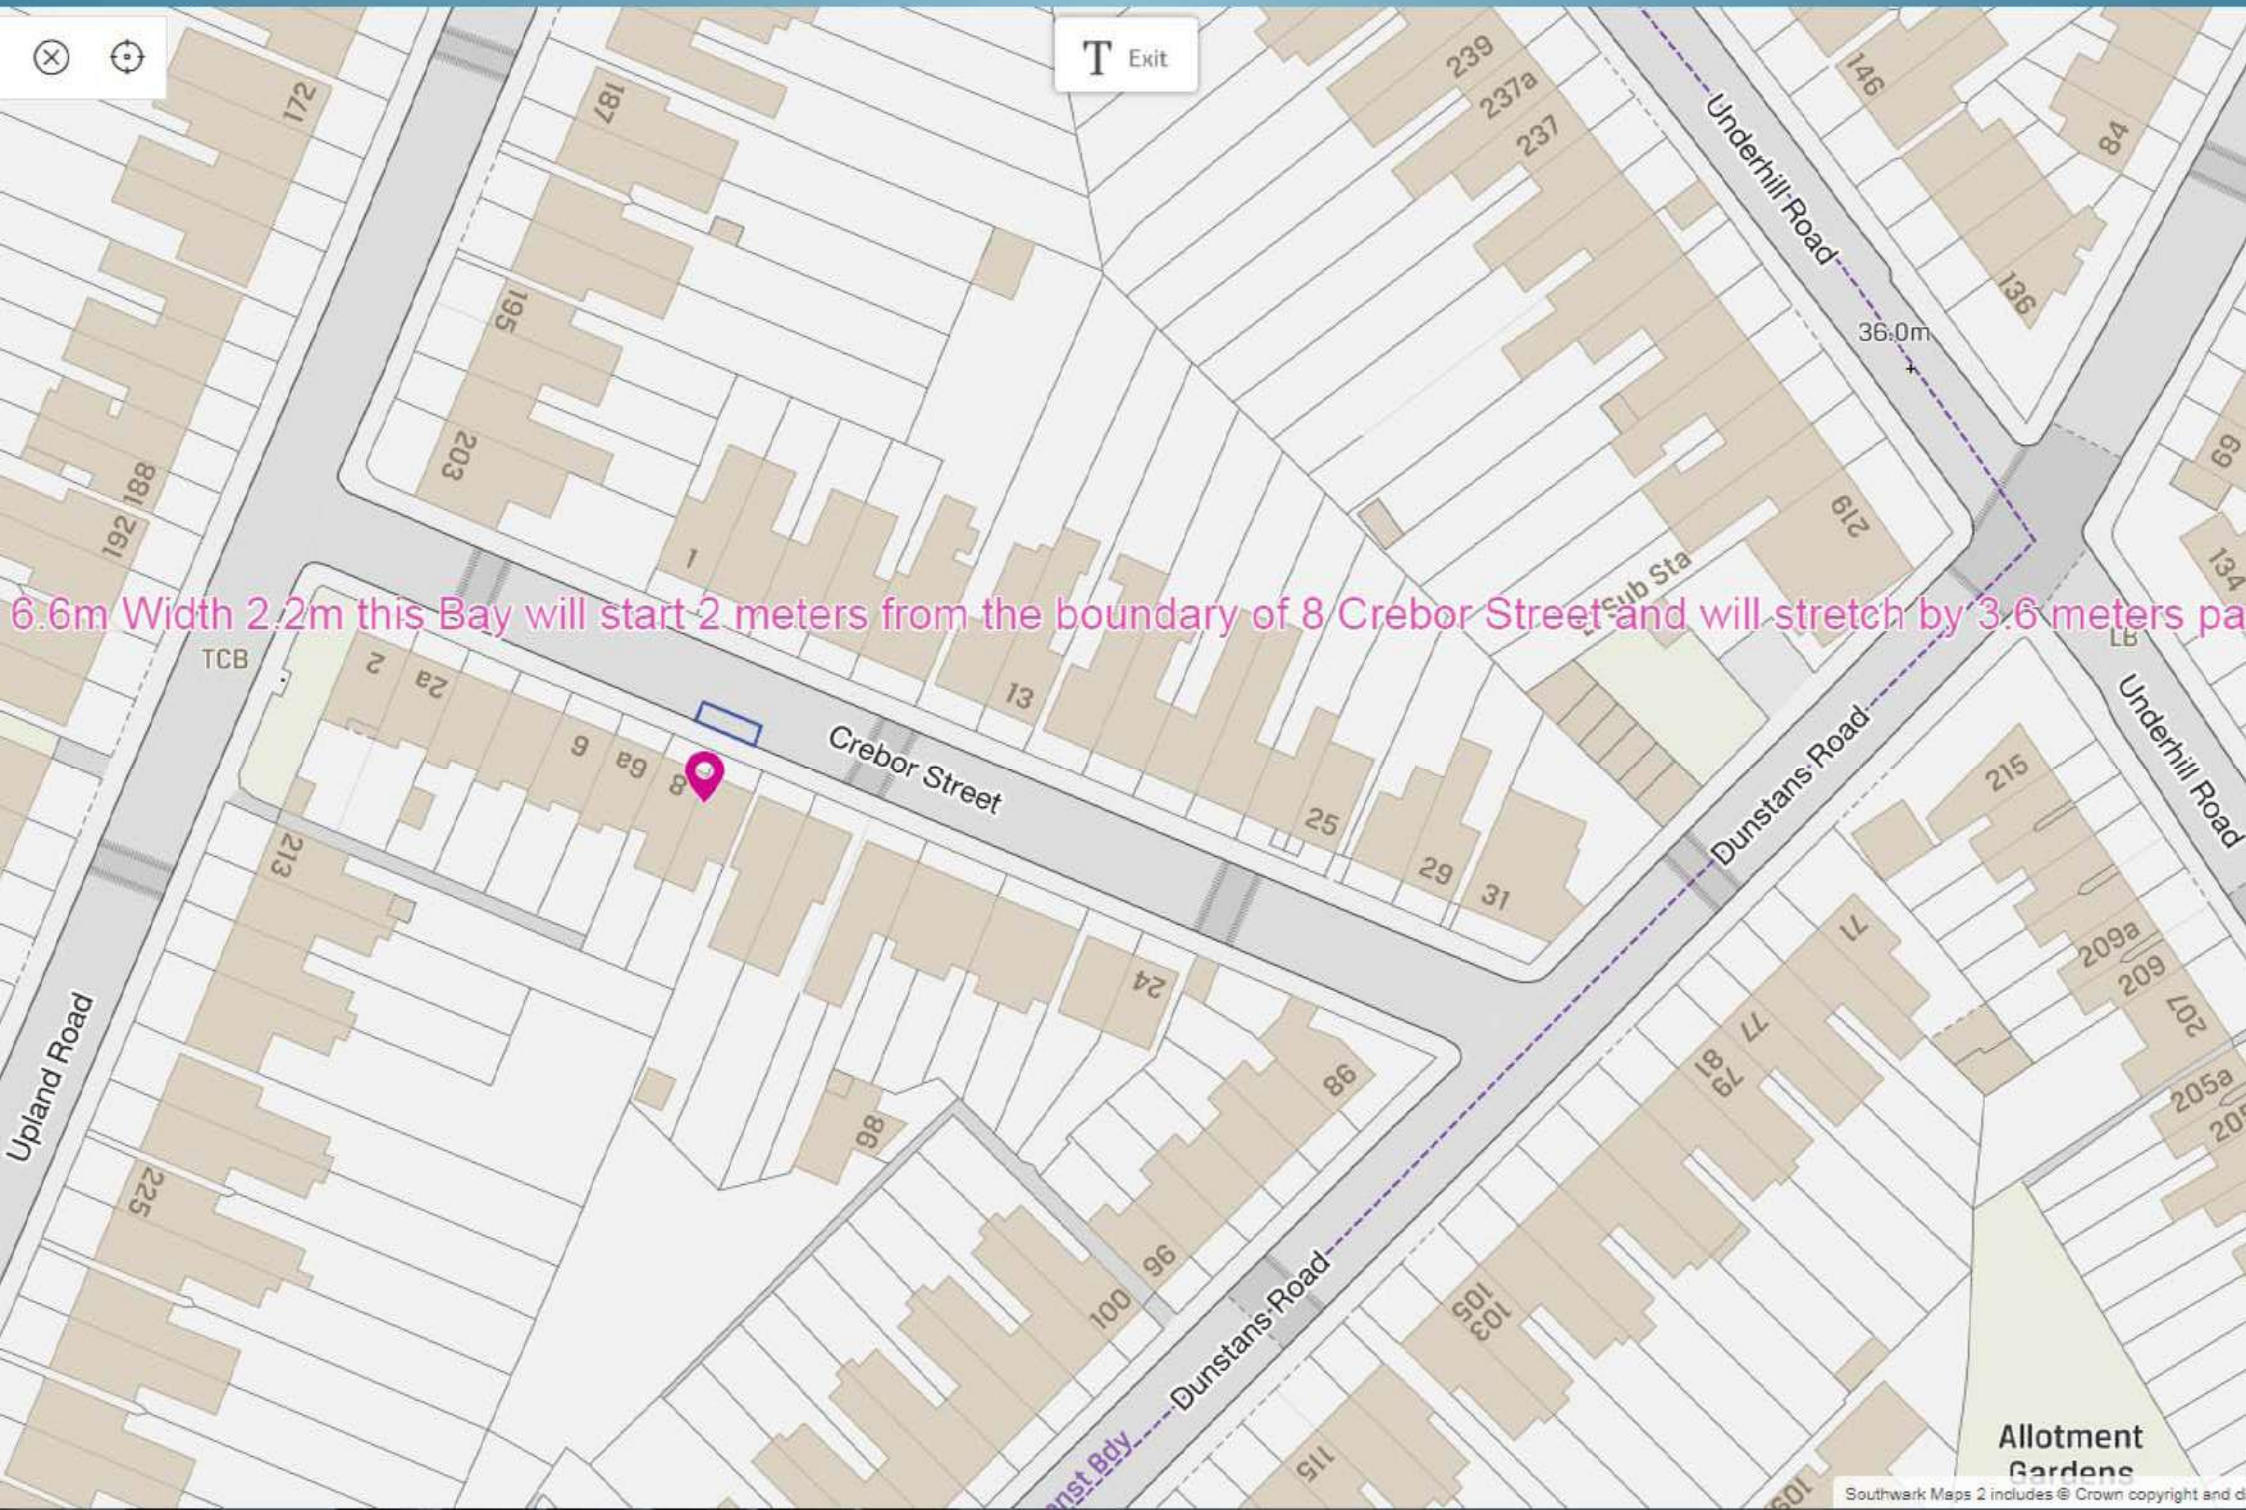 T Exit
172
187
239
237a
237
146
84
Underhill Road
136
195
36.0m
203
188
192
69
219
134
1
Sub Sta
6.6m Width 2.2m this Bay will start 2 meters from the boundary of 8 Crebor Street and will stretch by 3.6 meters pa
TCB
LB
2
2a
13
6
6a
8
Crebor Street
Underhill Road
Dunstans Road
215
25
29
31
213
71
209a
209
207
24
77
79
81
Upland Road
86
98
205a
205
225
96
100
Dunstans Road
105
103
115
onst Bdy
Allotment
Gardens
109
Southwark Maps 2 includes © Crown copyright and d